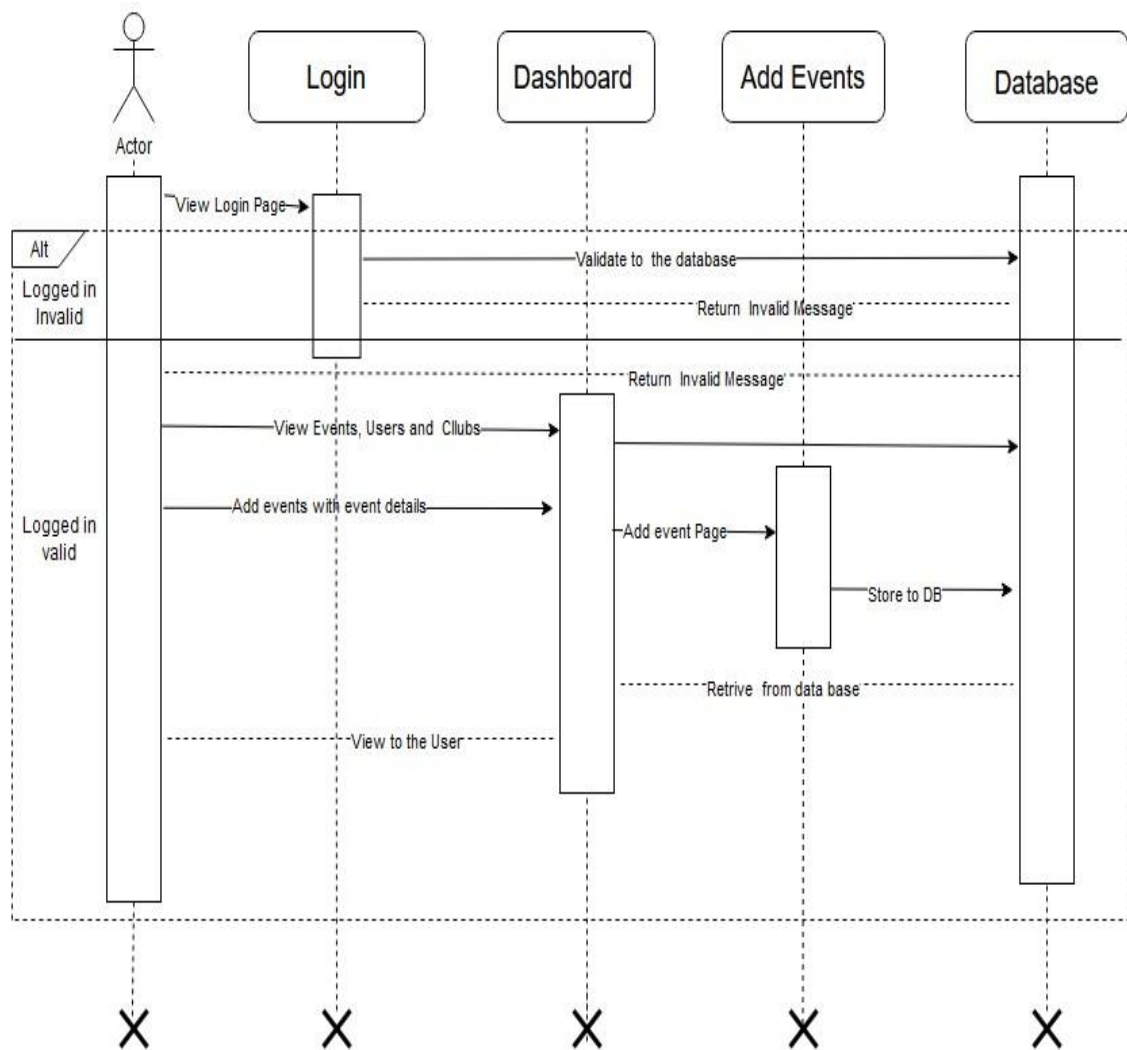 Login
Dashboard
Add Events
Database
Actor
View Login Page
Alt
Validate to the database
Logged in
Invalid
Return Invalid Message
Return Invalid Message
View Events, Users and Cllubs
Add events with event details
Logged in
valid
Add event Page
Store to DB
Retrive from data base
View to the User